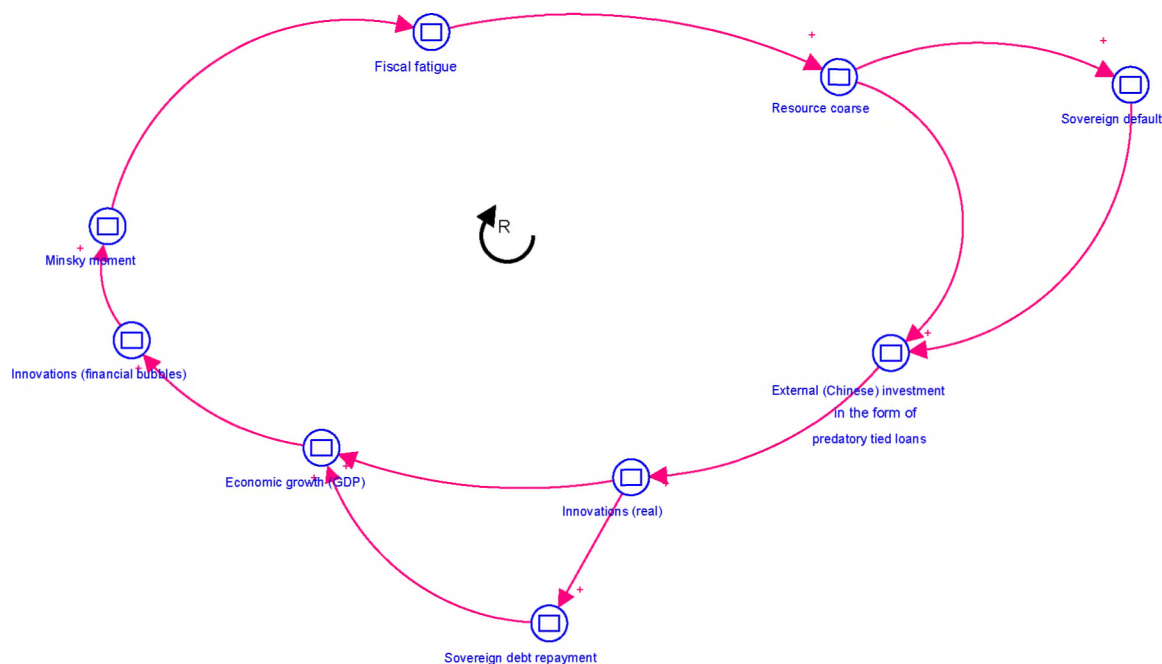 +
+
Fiscal fatigue
Resource coarse
Sovereign default
R
+
Minsky moment
+
Innovations (financial bubbles)
+
External (Chinese) investment
in the form of
predatory tied loans
+
+
Economic growth (GDP)
+
+
Innovations (real)
+
Sovereign debt repayment